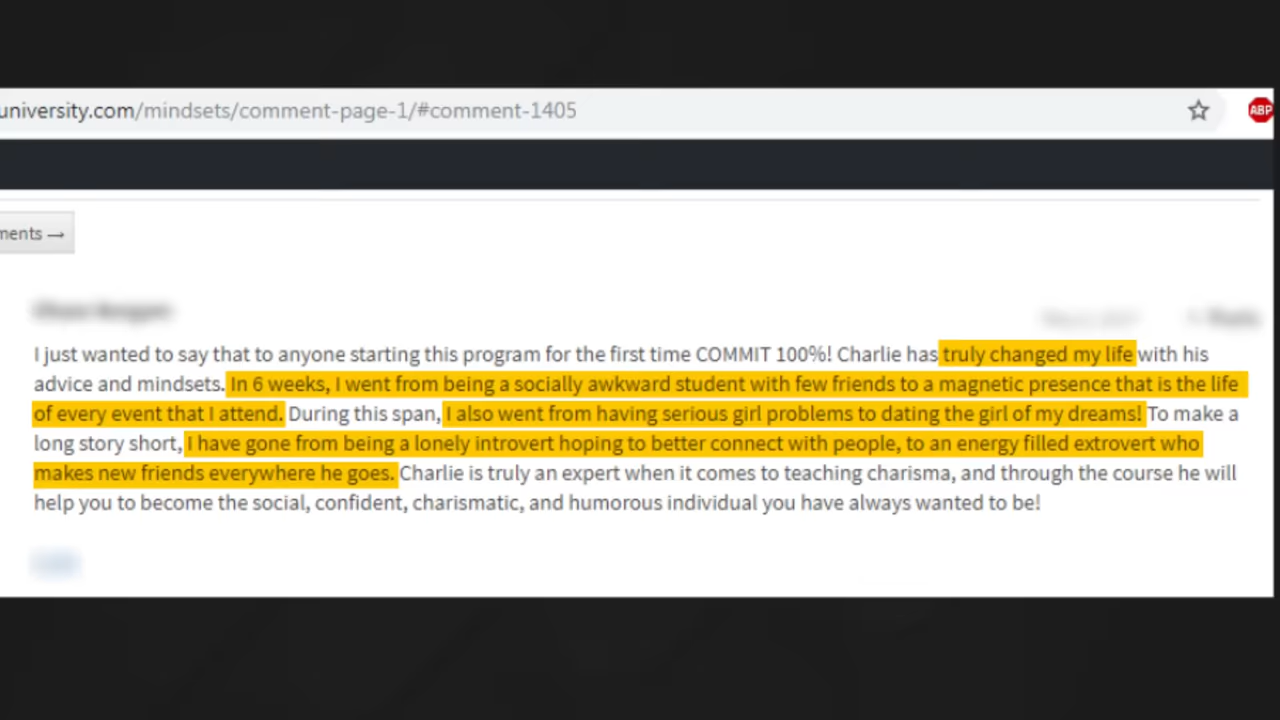 university.com/mindsets/comment-page-1/#comment-1405
ABP
ments →
I just wanted to say that to anyone starting this program for the first time COMMIT 100%! Charlie has truly changed my life with his
advice and mindsets. In 6 weeks, I went from being a socially awkward student with few friends to a magnetic presence that is the life
of every event that I attend. During this span, I also went from having serious girl problems to dating the girl of my dreams! To make a
long story short, I have gone from being a lonely introvert hoping to better connect with people, to an energy filled extrovert who
makes new friends everywhere he goes. Charlie is truly an expert when it comes to teaching charisma, and through the course he will
help you to become the social, confident, charismatic, and humorous individual you have always wanted to be!